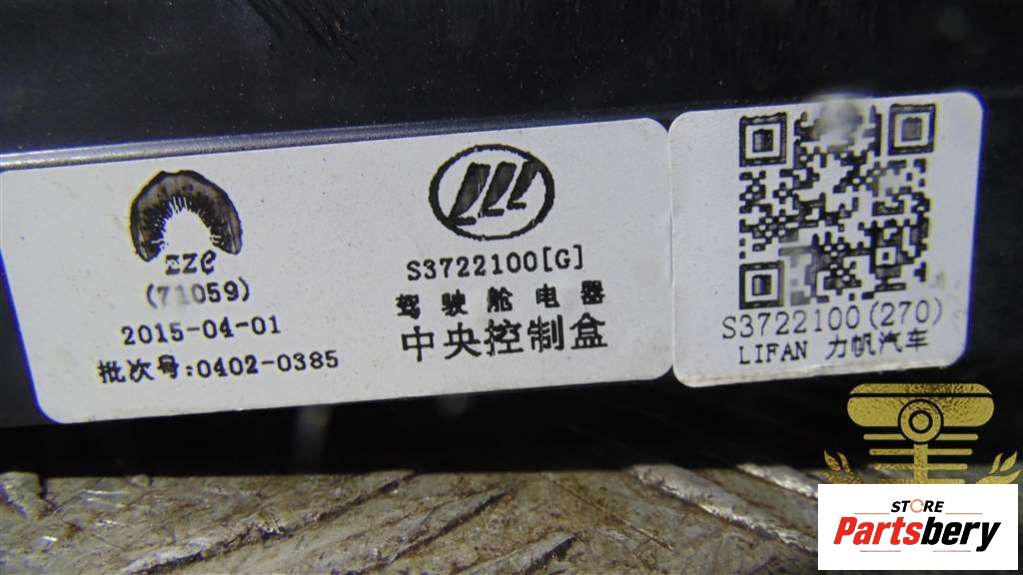 zze
(71059)
2015-04-01
批次号:0402-0385
S3722100[G]
驾驶舱电器
中央控制盒
S3722100(270)
LIFAN 力帆汽车
STORE
Partsbery